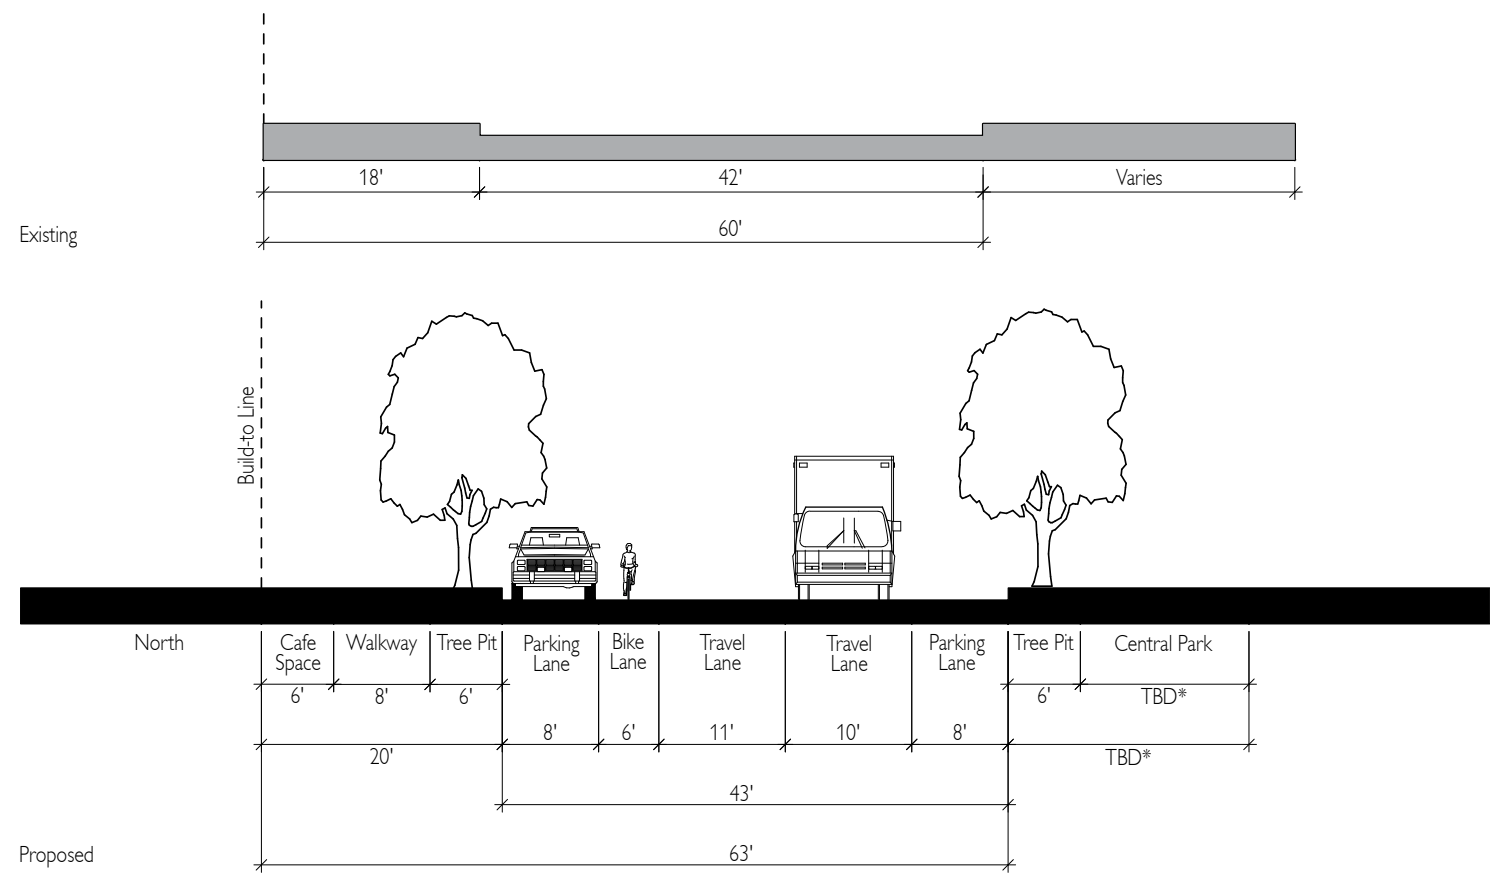 18'
42'
Varies
60'
Existing
Build-to Line
North
Cafe
Space
Walkway
Tree Pit
Parking
Lane
Bike
Lane
Travel
Lane
Travel
Lane
Parking
Lane
Tree Pit
Central Park
6'
8'
6'
6'
TBD*
8'
6'
11'
10'
8'
20'
TBD*
43'
63'
Proposed